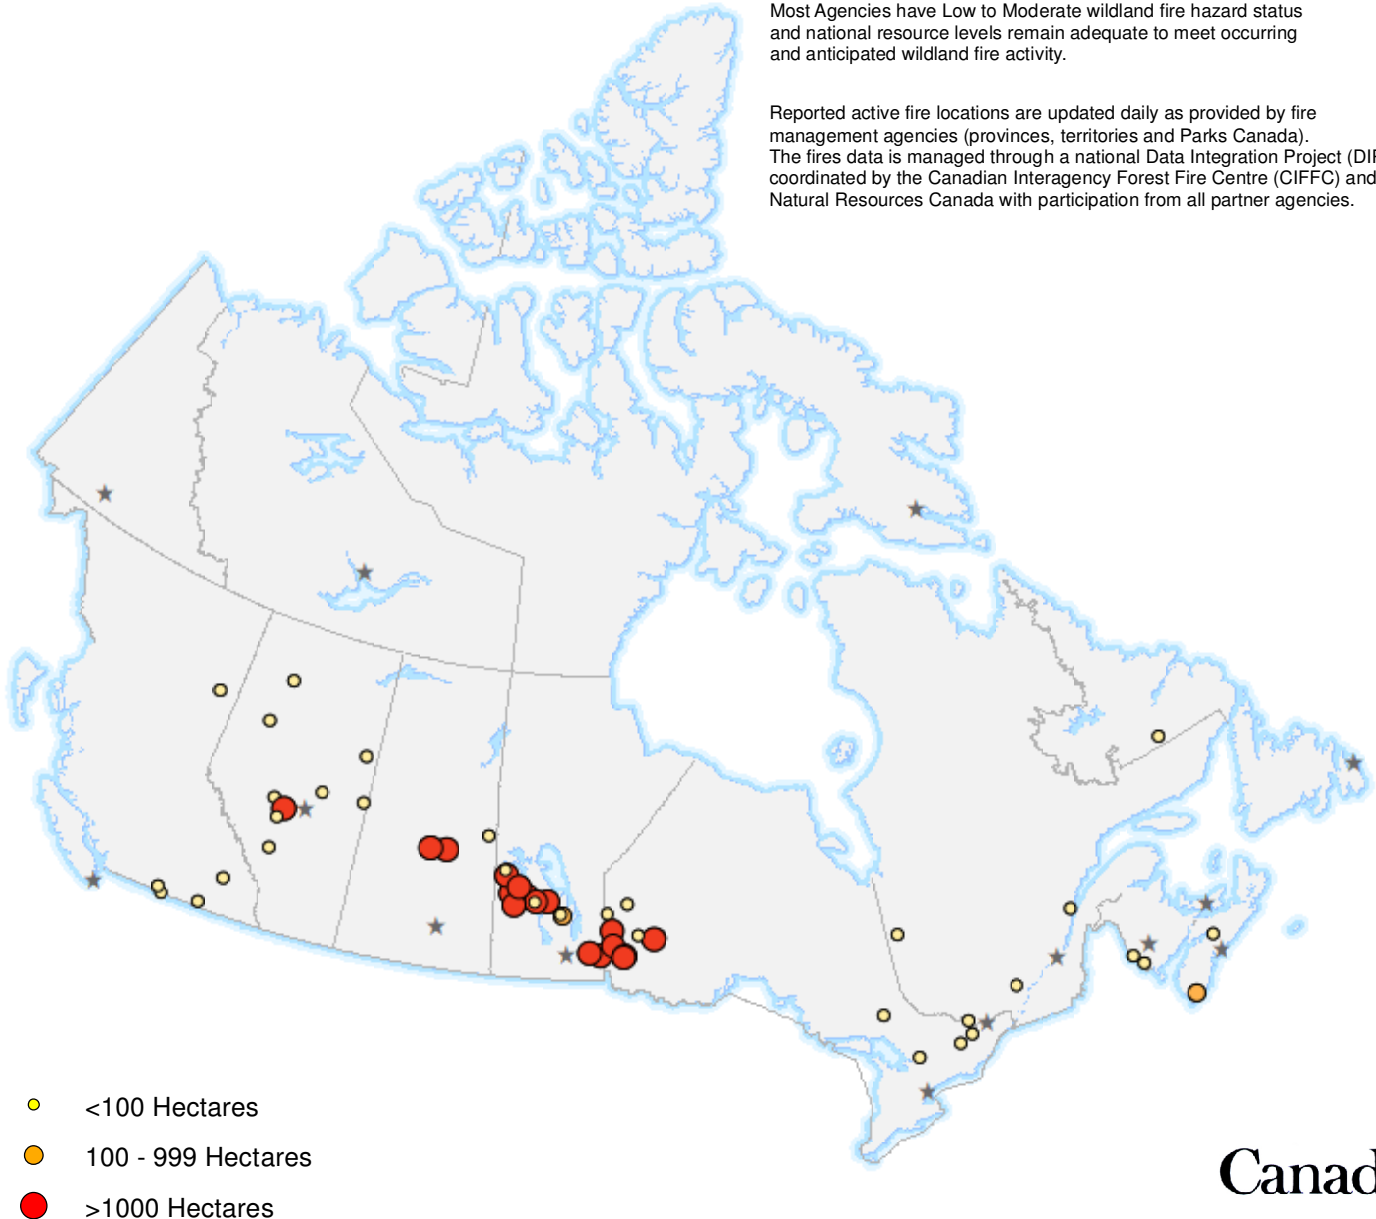 Most Agencies have Low to Moderate wildland fire hazard status
and national resource levels remain adequate to meet occurring
and anticipated wildland fire activity.
Reported active fire locations are updated daily as provided by fire
management agencies (provinces, territories and Parks Canada).
The fires data is managed through a national Data Integration Project (DIP
coordinated by the Canadian Interagency Forest Fire Centre (CIFFC) and
Natural Resources Canada with participation from all partner agencies.
<100 Hectares
100 - 999 Hectares
>1000 Hectares
Canad